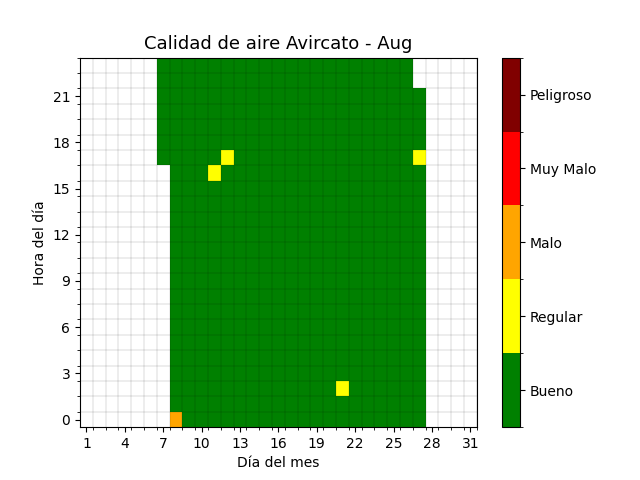 Calidad de aire Avircato - Aug
Hora del día
21
18
15
12
9
6
3
0
1 4 7 10 13 16 19 22 25 28 31
Día del mes
Peligroso
Muy Malo
Malo
Regular
Bueno